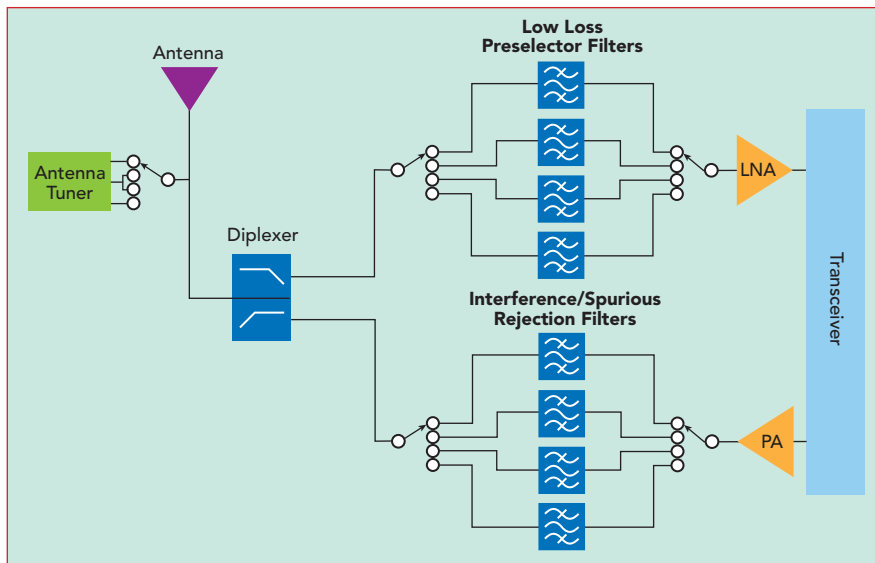 Low Loss
Preselector Filters
Antenna
Antenna
Tuner
LNA
Diplexer
Transceiver
Interference/Spurious
Rejection Filters
PA